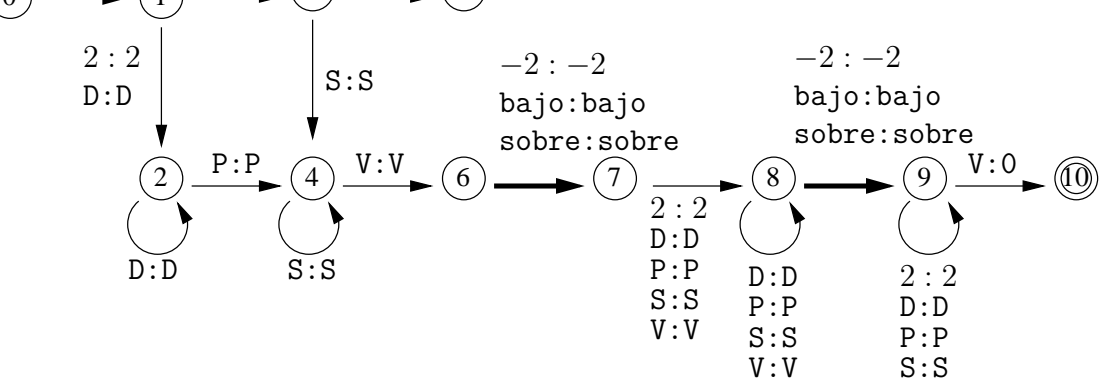 1
2 : 2
D:D
S:S
−2 : −2
bajo:bajo
sobre:sobre
−2 : −2
bajo:bajo
sobre:sobre
2
P:P
4
V:V
6
7
8
9
V:0
10
D:D
S:S
2 : 2
D:D
P:P
S:S
V:V
D:D
P:P
S:S
V:V
2 : 2
D:D
P:P
S:S